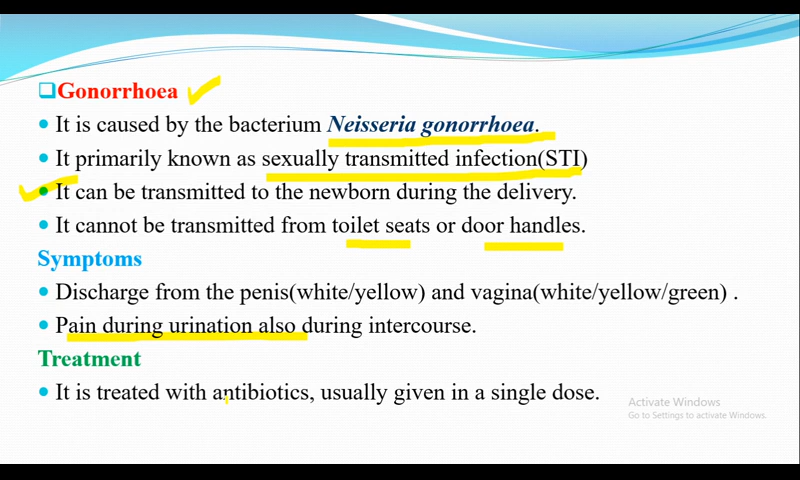 Gonorrhoea
It is caused by the bacterium Neisseria gonorrhoea.
It primarily known as sexually transmitted infection(STI)
It can be transmitted to the newborn during the delivery.
It cannot be transmitted from toilet seats or door handles.
Symptoms
Discharge from the penis(white/yellow) and vagina(white/yellow/green) .
Pain during urination also during intercourse.
Treatment
It is treated with antibiotics, usually given in a single dose.
Activate Windows
Go to Settings to activate Windows.